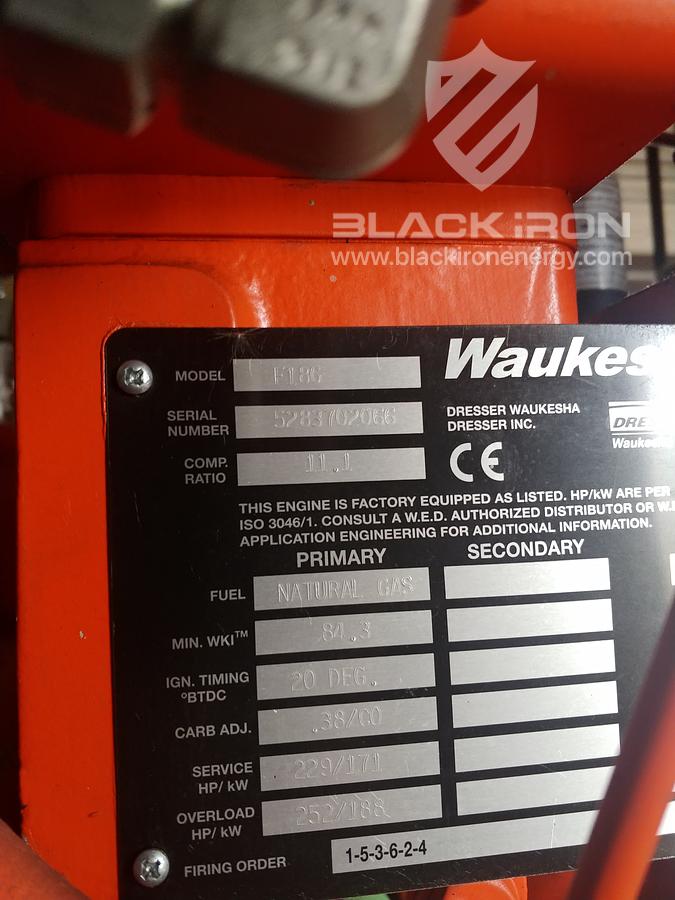 BLACK iRON
www.blackironenergy.com
Waukes
MODEL F18G
DRESSER WAUKESHA
DRESSER INC.
SERIAL
NUMBER 5283702066
DRE
Waukesh
COMP.
RATIO 11.1
CE
THIS ENGINE IS FACTORY EQUIPPED AS LISTED. HP/kW ARE PER
ISO 3046/1. CONSULT A W.E.D. AUTHORIZED DISTRIBUTOR OR W.E
APPLICATION ENGINEERING FOR ADDITIONAL INFORMATION.
PRIMARY SECONDARY
FUEL NATURAL GAS
MIN. WKI™ 84.3
IGN. TIMING
ºBTDC 20 DEG.
CARB ADJ. .38/CO
SERVICE
HP/ kW 229/171
OVERLOAD
HP/ kW 252/188
FIRING ORDER 1-5-3-6-2-4